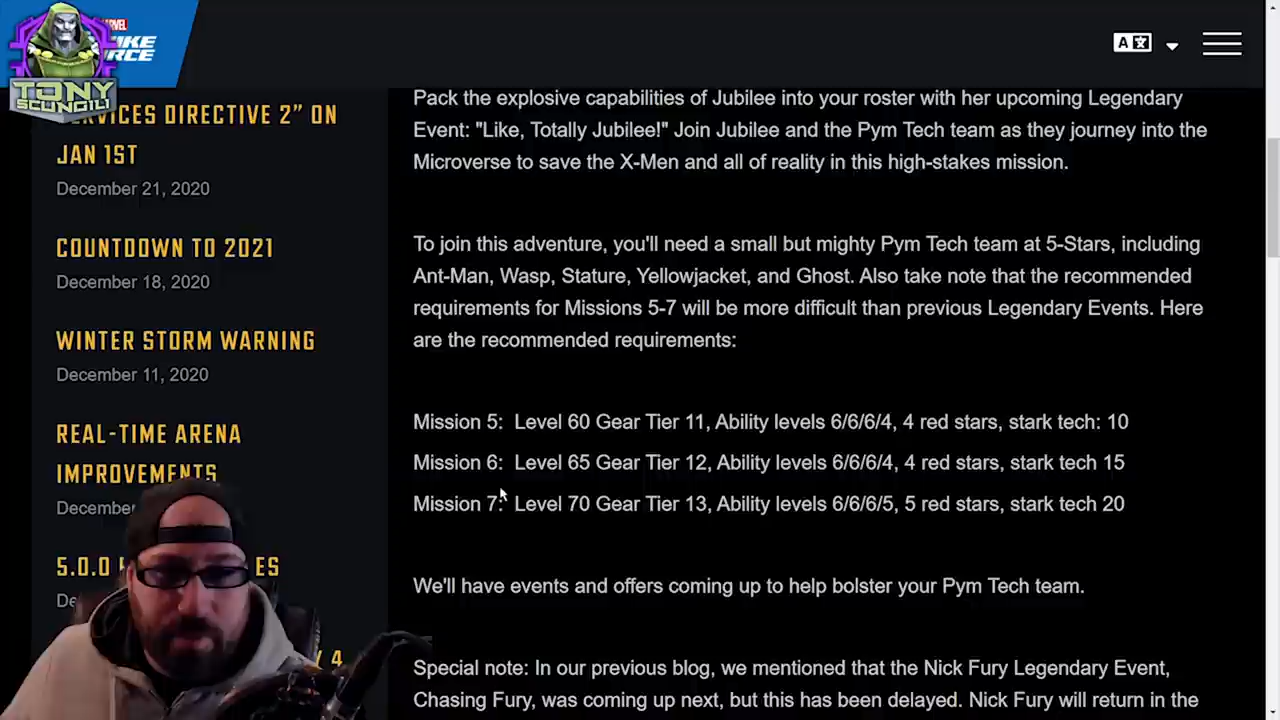 MARVEL
TONY
SCUNGILI
A
SERVICES DIRECTIVE 2” ON
JAN 1ST
December 21, 2020
COUNTDOWN TO 2021
December 18, 2020
WINTER STORM WARNING
December 11, 2020
REAL-TIME ARENA
IMPROVEMENTS
5.0.0
ES
4
Pack the explosive capabilities of Jubilee into your roster with her upcoming Legendary
Event: "Like, Totally Jubilee!" Join Jubilee and the Pym Tech team as they journey into the
Microverse to save the X-Men and all of reality in this high-stakes mission.
To join this adventure, you'll need a small but mighty Pym Tech team at 5-Stars, including
Ant-Man, Wasp, Stature, Yellowjacket, and Ghost. Also take note that the recommended
requirements for Missions 5-7 will be more difficult than previous Legendary Events. Here
are the recommended requirements:
Mission 5: Level 60 Gear Tier 11, Ability levels 6/6/6/4, 4 red stars, stark tech: 10
Mission 6: Level 65 Gear Tier 12, Ability levels 6/6/6/4, 4 red stars, stark tech 15
Mission 7: Level 70 Gear Tier 13, Ability levels 6/6/6/5, 5 red stars, stark tech 20
We'll have events and offers coming up to help bolster your Pym Tech team.
Special note: In our previous blog, we mentioned that the Nick Fury Legendary Event,
Chasing Fury, was coming up next, but this has been delayed. Nick Fury will return in the